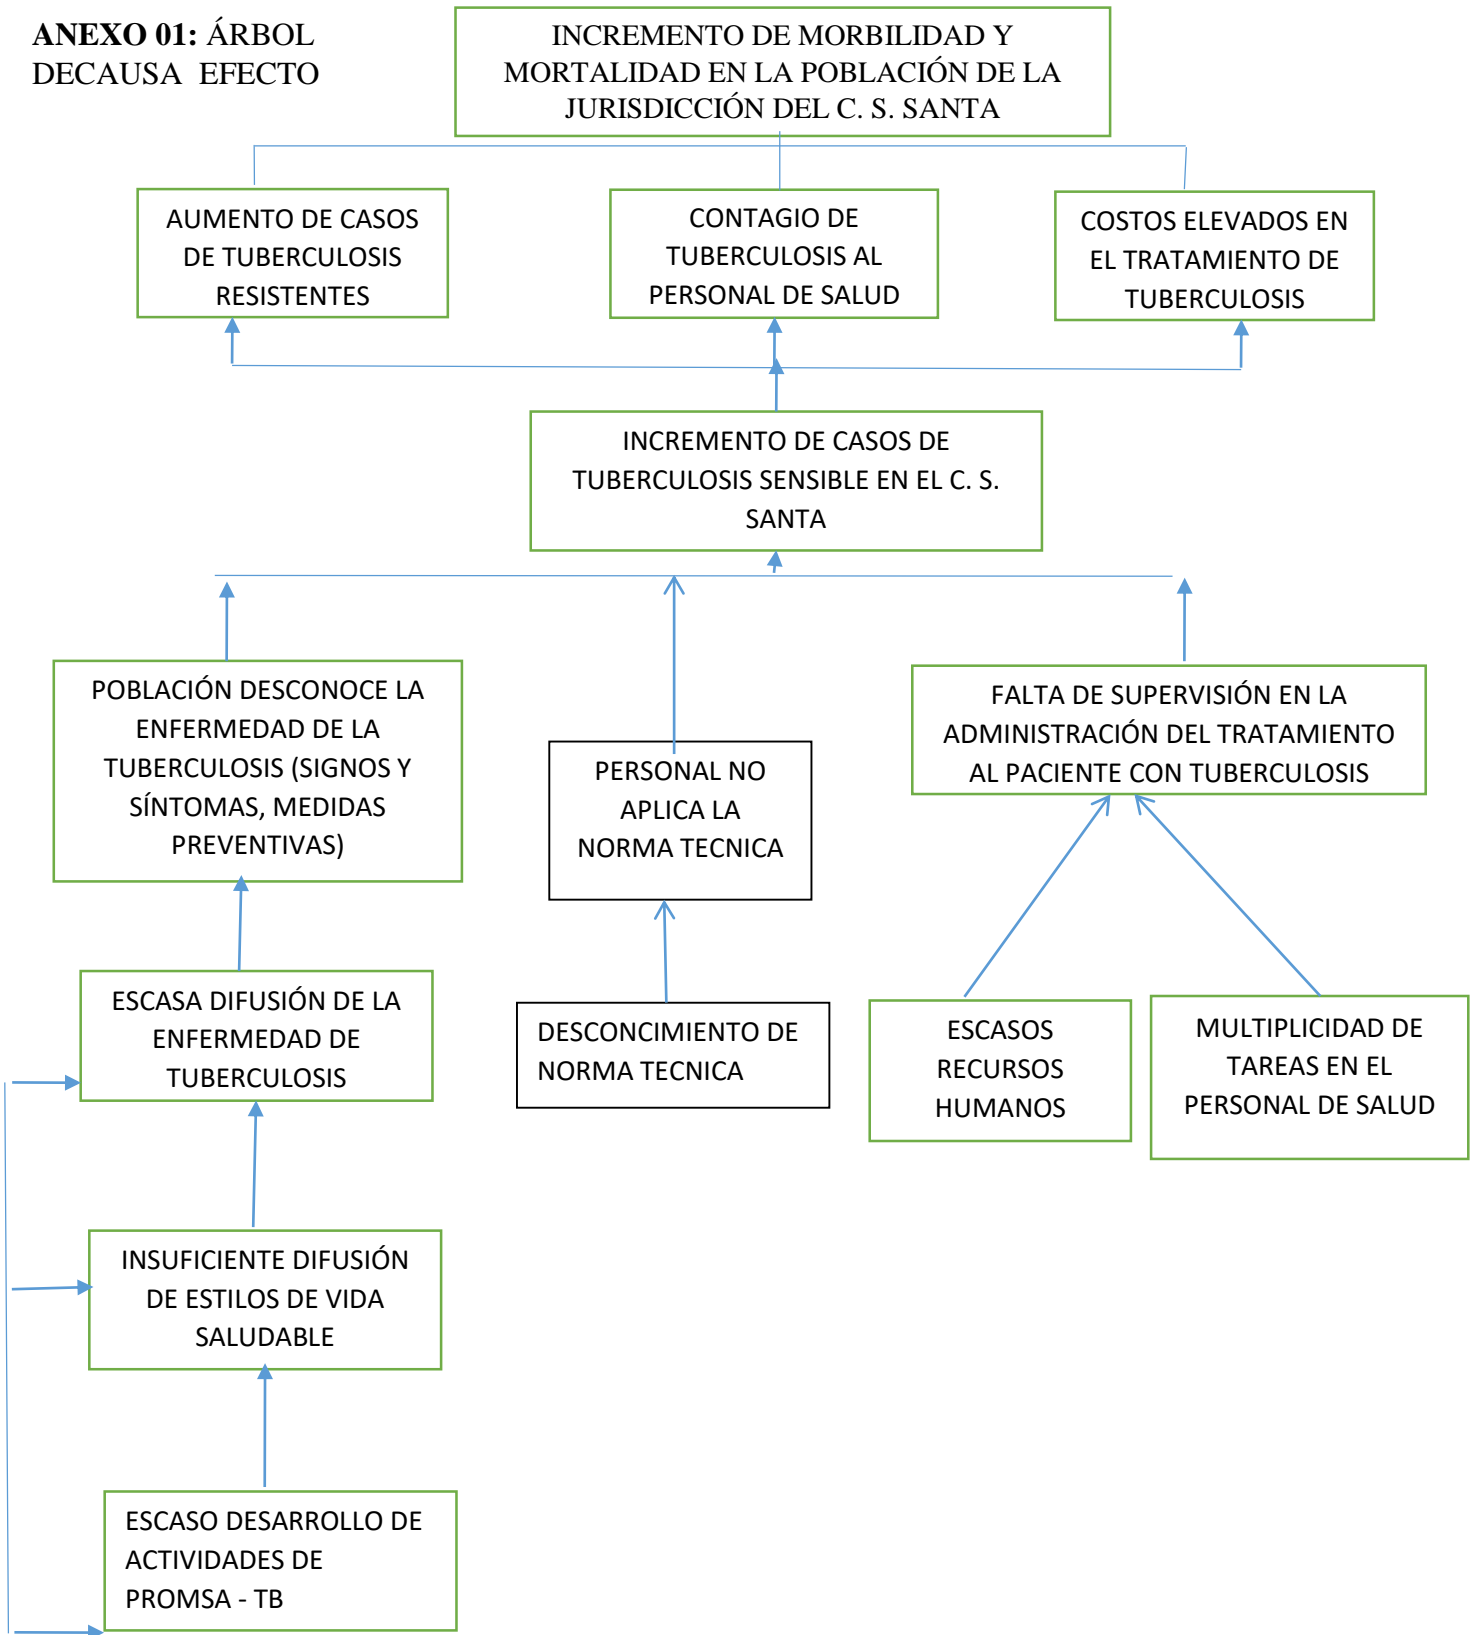 ANEXO 01: ÁRBOL
DECAUSA  EFECTO
INCREMENTO DE MORBILIDAD Y
MORTALIDAD EN LA POBLACIÓN DE LA
JURISDICCIÓN DEL C. S. SANTA
AUMENTO DE CASOS
DE TUBERCULOSIS
RESISTENTES
CONTAGIO DE
TUBERCULOSIS AL
PERSONAL DE SALUD
COSTOS ELEVADOS EN
EL TRATAMIENTO DE
TUBERCULOSIS
INCREMENTO DE CASOS DE
TUBERCULOSIS SENSIBLE EN EL C. S.
SANTA
POBLACIÓN DESCONOCE LA
ENFERMEDAD DE LA
TUBERCULOSIS (SIGNOS Y
SÍNTOMAS, MEDIDAS
PREVENTIVAS)
PERSONAL NO
APLICA LA
NORMA TECNICA
FALTA DE SUPERVISIÓN EN LA
ADMINISTRACIÓN DEL TRATAMIENTO
AL PACIENTE CON TUBERCULOSIS
ESCASA DIFUSIÓN DE LA
ENFERMEDAD DE
TUBERCULOSIS
DESCONCIMIENTO DE
NORMA TECNICA
ESCASOS
RECURSOS
HUMANOS
MULTIPLICIDAD DE
TAREAS EN EL
PERSONAL DE SALUD
INSUFICIENTE DIFUSIÓN
DE ESTILOS DE VIDA
SALUDABLE
ESCASO DESARROLLO DE
ACTIVIDADES DE
PROMSA - TB